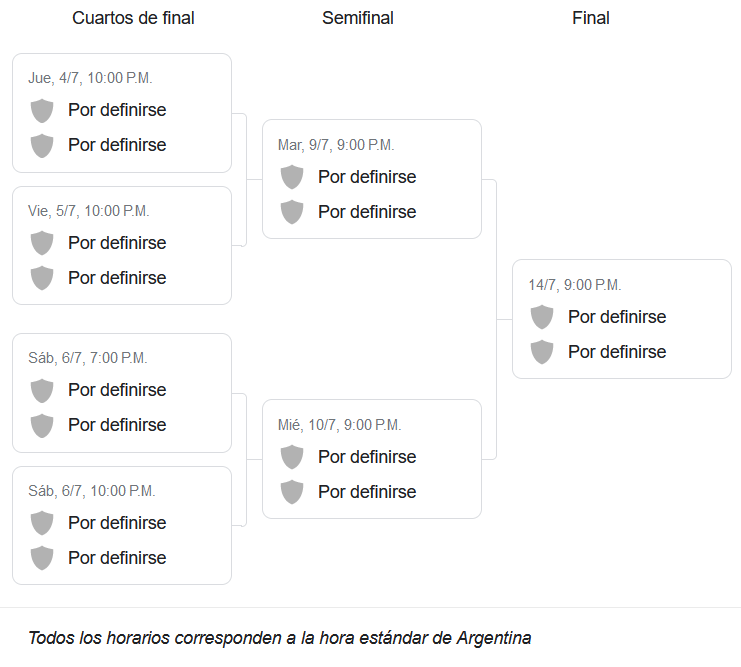 Cuartos de final
Semifinal
Final
Jue, 4/7, 10:00 P.M.
Por definirse
Por definirse
Vie, 5/7, 10:00 P.M.
Por definirse
Por definirse
Sáb, 6/7, 7:00 P.M.
Por definirse
Por definirse
Sáb, 6/7, 10:00 P.M.
Por definirse
Por definirse
Mar, 9/7, 9:00 P.M.
Por definirse
Por definirse
Mié, 10/7, 9:00 P.M.
Por definirse
Por definirse
14/7, 9:00 P.M.
Por definirse
Por definirse
Todos los horarios corresponden a la hora estándar de Argentina